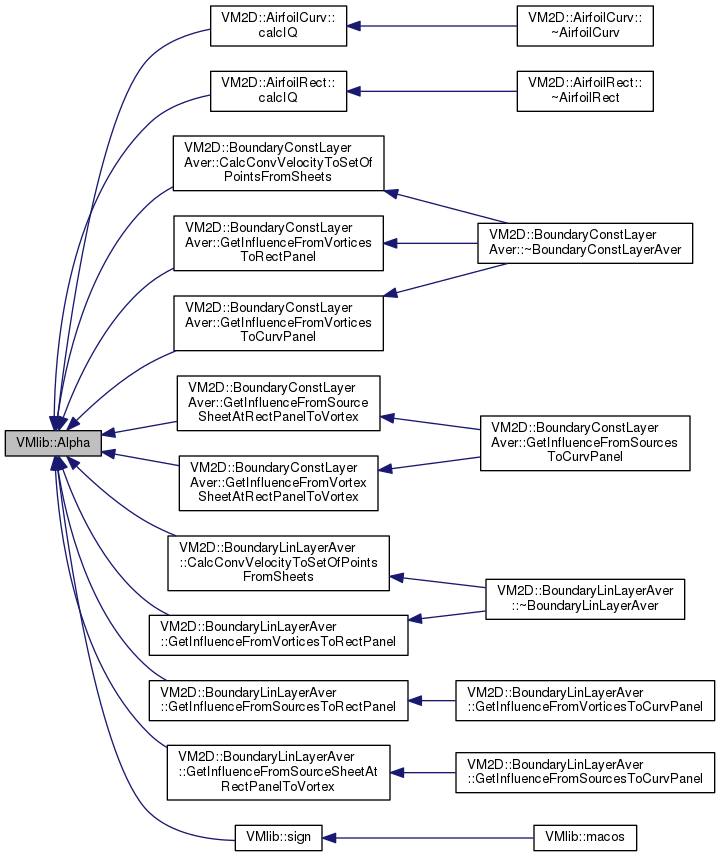 VM2D::AirfoilCurv::
calcIQ
VM2D::AirfoilCurv::
~AirfoilCurv
VM2D::AirfoilRect::
calcIQ
VM2D::AirfoilRect::
~AirfoilRect
VM2D::BoundaryConstLayer
Aver::CalcConvVelocityToSetOf
PointsFromSheets
VM2D::BoundaryConstLayer
Aver::GetInfluenceFromVortices
ToRectPanel
VM2D::BoundaryConstLayer
Aver::~BoundaryConstLayerAver
VM2D::BoundaryConstLayer
Aver::GetInfluenceFromVortices
ToCurvPanel
VM2D::BoundaryConstLayer
Aver::GetInfluenceFromSource
SheetAtRectPanelToVortex
VMlib::Alpha
VM2D::BoundaryConstLayer
Aver::GetInfluenceFromSources
ToCurvPanel
VM2D::BoundaryConstLayer
Aver::GetInfluenceFromVortex
SheetAtRectPanelToVortex
VM2D::BoundaryLinLayerAver
::CalcConvVelocityToSetOfPoints
FromSheets
VM2D::BoundaryLinLayerAver
::~BoundaryLinLayerAver
VM2D::BoundaryLinLayerAver
::GetInfluenceFromVorticesToRectPanel
VM2D::BoundaryLinLayerAver
::GetInfluenceFromSourcesToRectPanel
VM2D::BoundaryLinLayerAver
::GetInfluenceFromVorticesToCurvPanel
VM2D::BoundaryLinLayerAver
::GetInfluenceFromSourceSheetAt
RectPanelToVortex
VM2D::BoundaryLinLayerAver
::GetInfluenceFromSourcesToCurvPanel
VMlib::sign
VMlib::macos